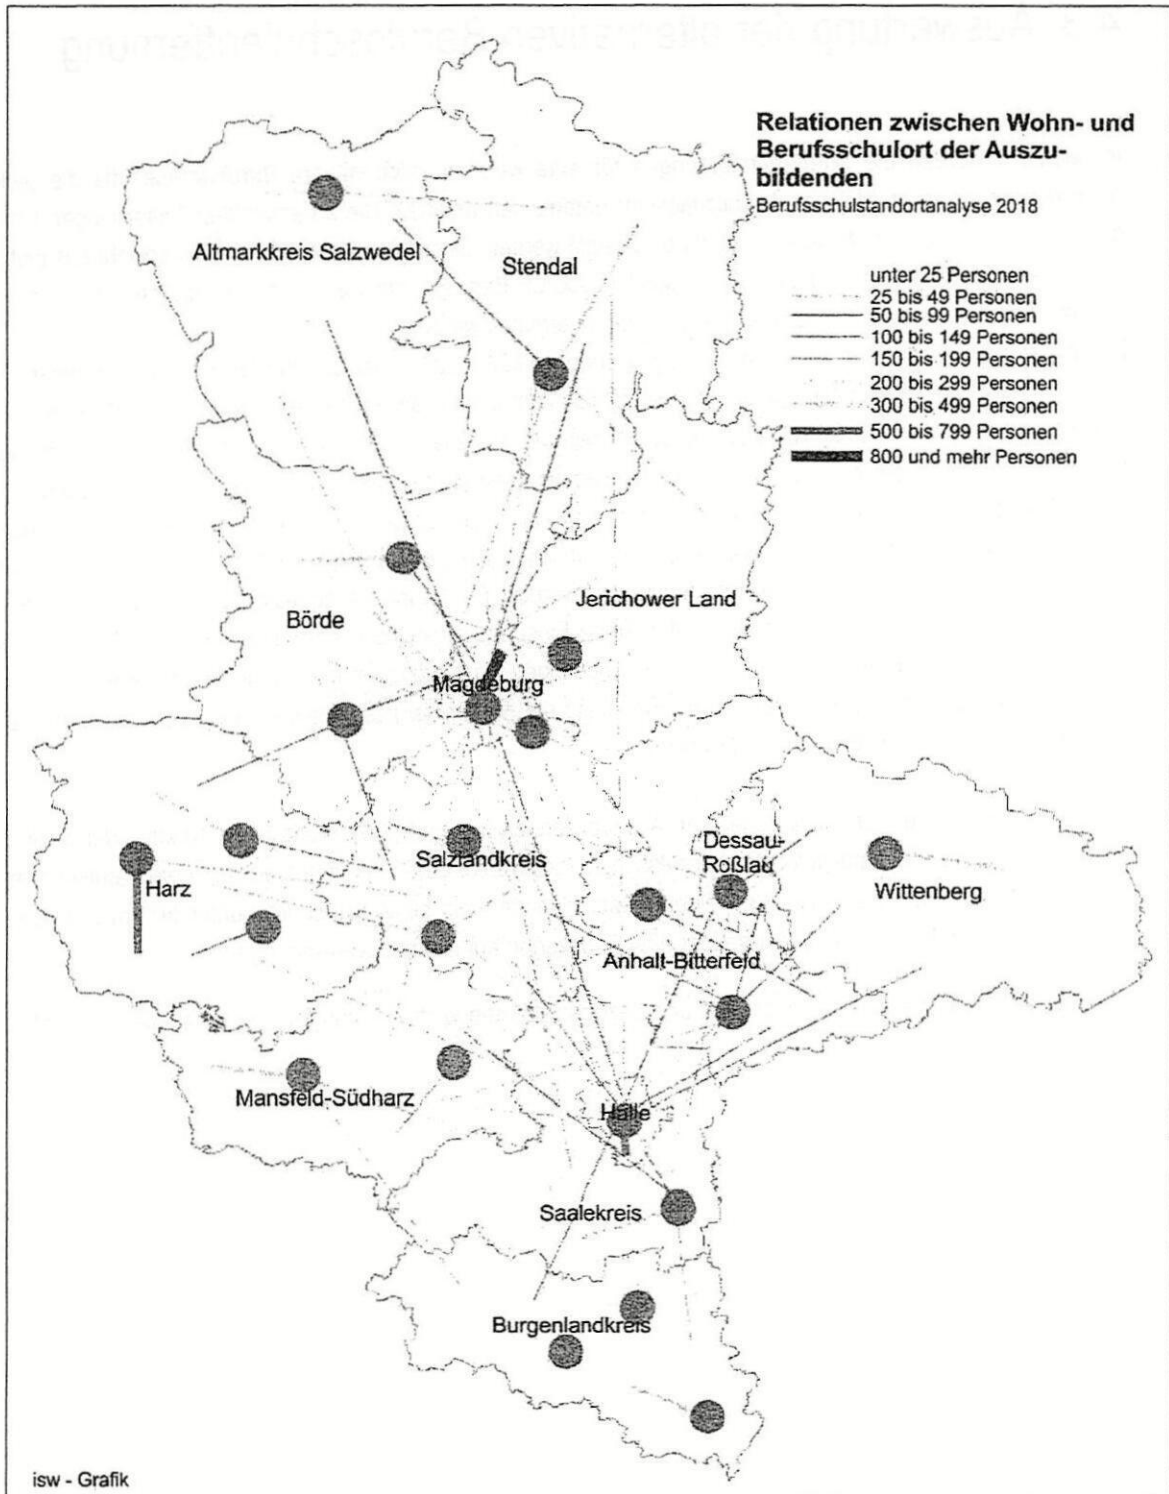 Relationen zwischen Wohn- und
Berufsschulort der Auszu-
bildenden
Berufsschulstandortanalyse 2018
unter 25 Personen
25 bis 49 Personen
50 bis 99 Personen
100 bis 149 Personen
150 bis 199 Personen
200 bis 299 Personen
300 bis 499 Personen
500 bis 799 Personen
800 und mehr Personen
Altmarkkreis Salzwedel
Stendal
Jerichower Land
Börde
Magdeburg
Dessau-
Roßlau
Salzlandkreis
Harz
Wittenberg
Anhalt-Bitterfeld
Mansfeld-Südharz
Halle
Saalekreis
Burgenlandkreis
isw - Grafik